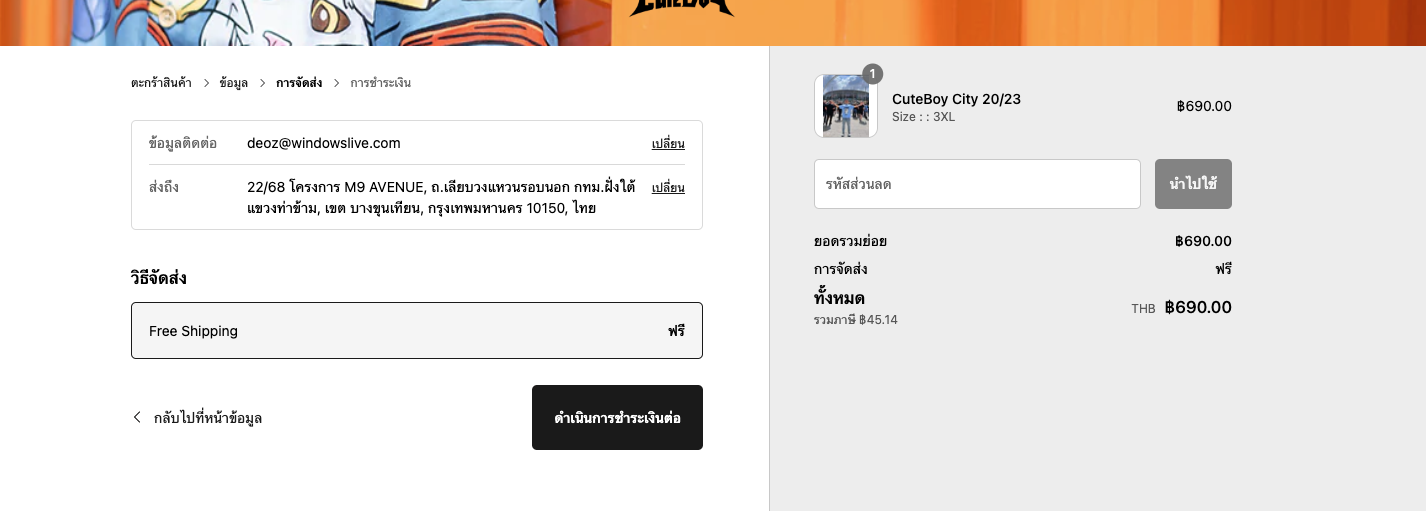 ตะกร้าสินค้า > ข้อมูล > การจัดส่ง > การชำระเงิน
ข้อมูลติดต่อ deoz@windowslive.com เปลี่ยน
ส่งถึง 22/68 โครงการ M9 AVENUE, ถ.เลียบวงแหวนรอบนอก กทม.ฝั่งใต้ เปลี่ยน
แขวงท่าข้าม, เขต บางขุนเทียน, กรุงเทพมหานคร 10150, ไทย
วิธีจัดส่ง
Free Shipping ฟรี
กลับไปที่หน้าข้อมูล
ดำเนินการชำระเงินต่อ
1
CuteBoy City 20/23 ฿690.00
Size : : 3XL
รหัสส่วนลด นำไปใช้
ยอดรวมย่อย ฿690.00
การจัดส่ง ฟรี
ทั้งหมด THB ฿690.00
รวมภาษี ฿45.14